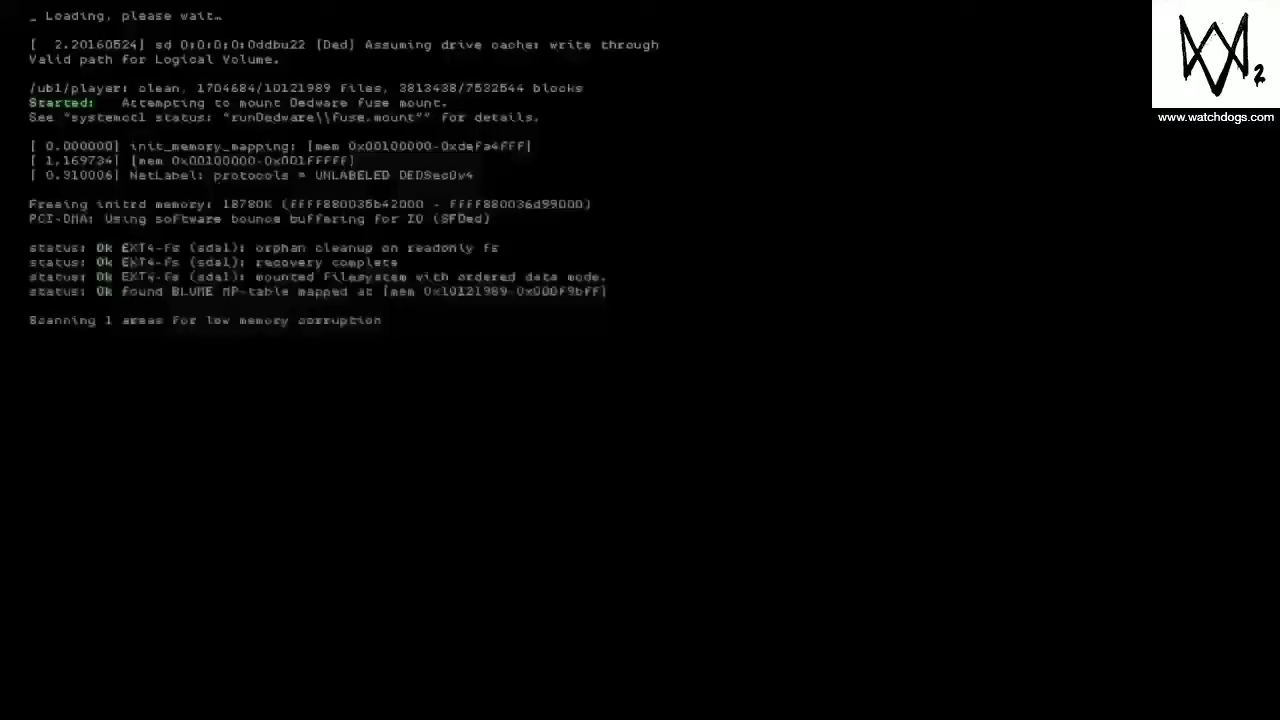 _ Loading, please wait…
[ 2.20160524] sd 0:0:0:0:0ddbu22 [Ded] Assuming drive cache: write through
Valid path for Logical Volume.
/ub1/player: clean, 1704684/10121989 files, 3813438/7532544 blocks
Started: Attempting to mount Dedware fuse mount.
See "systemctl status: "runDedware\\fuse.mount"" for details.
[ 0.000000] init_memory_mapping: [mem 0x00100000-0xdefa4fff]
[ 1,169734] [mem 0x00100000-0x001fffff]
[ 0.910006] NetLabel: protocols = UNLABELED DEDSecOv4
Freeing initrd memory: 18780K (ffff880035b42000 - ffff880036d99000)
PCI-DMA: Using software bounce buffering for IO (SFDed)
status: Ok EXT4-fs (sda1): orphan cleanup on readonly fs
status: Ok EXT4-fs (sda1): recovery complete
status: Ok EXT4-fs (sda1): mounted filesystem with ordered data mode.
status: Ok found BLUME MP-table mapped at [mem 0x10121989-0x000f9bff]
Scanning 1 areas for low memory corruption
2
www.watchdogs.com